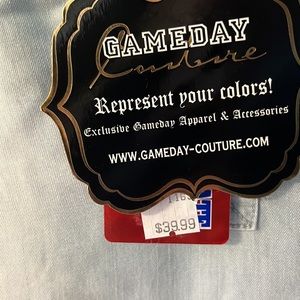 GAMEDAY
Couture
Represent your colors!
Exclusive Gameday Apparel & Accessories
WWW.GAMEDAY-COUTURE.COM
$39.99